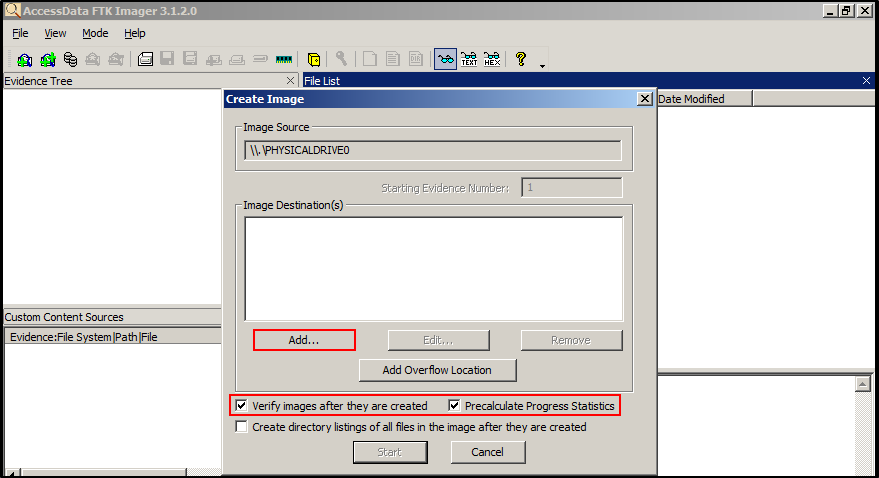 AccessData FTK Imager 3.1.2.0
File View Mode Help
TEXT HEX ?
Evidence Tree
File List
Date Modified
Create Image
Image Source
\\.\PHYSICALDRIVE0
Starting Evidence Number: 1
Image Destination(s)
Add... Edit... Remove
Add Overflow Location
Verify images after they are created Precalculate Progress Statistics
Create directory listings of all files in the image after they are created
Start Cancel
Custom Content Sources
Evidence:File System|Path|File